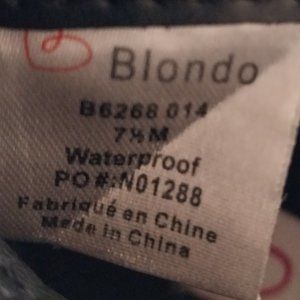 Blondo
B6268 014
7½M
Waterproof
PO#:N01288
Fabriqué en Chine
Made in China